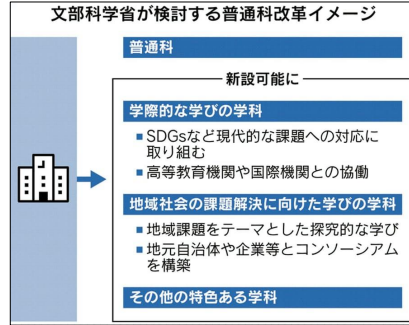 文部科学省が検討する普通科改革イメージ
普通科
新設可能に
学際的な学びの学科
■SDGsなど現代的な課題への対応に
取り組む
■高等教育機関や国際機関との協働
地域社会の課題解決に向けた学びの学科
■地域課題をテーマとした探究的な学び
■地元自治体や企業等とコンソーシアム
を構築
その他の特色ある学科